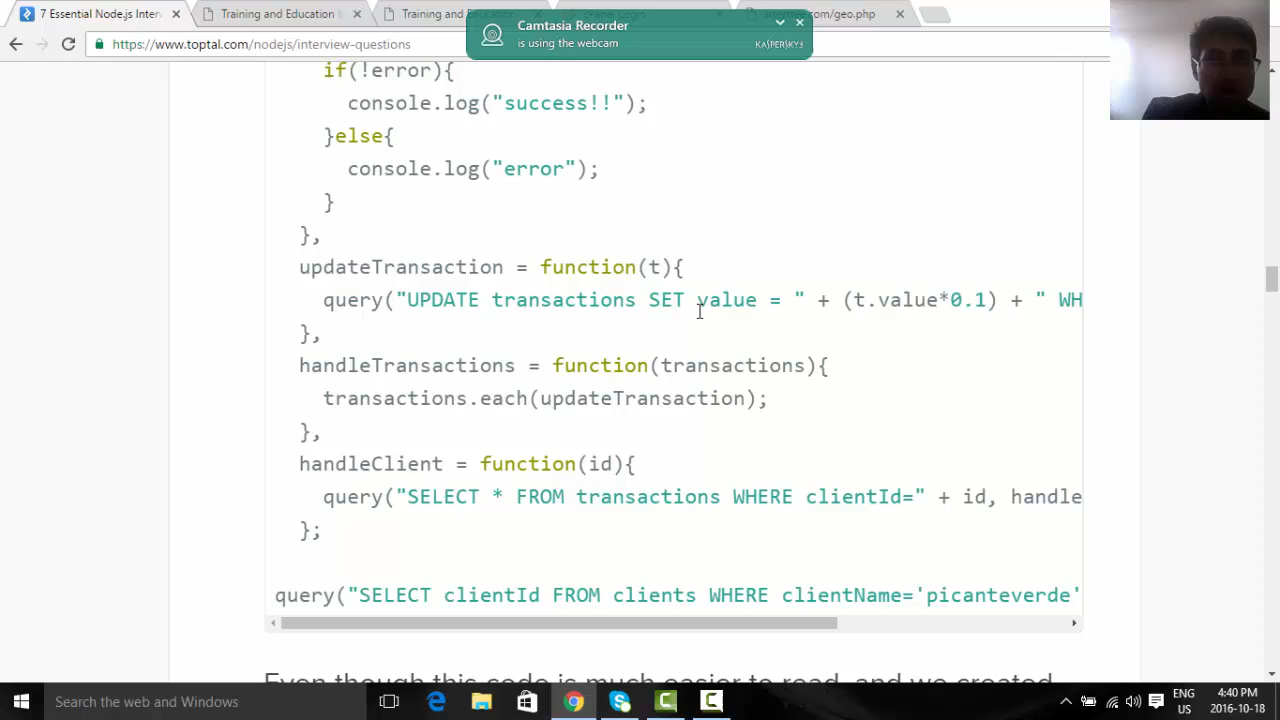 7 Essential Node.js Inter
Training and Education
Training and Education
Login
.com/geo.php
Camtasia Recorder
is using the webcam
KASPERSKY
https://www.toptal.com/nodejs/interview-questions
if(!error){
console.log("success!!");
}else{
console.log("error");
}
},
updateTransaction = function(t){
query("UPDATE transactions SET value = " + (t.value*0.1) + " WH
},
handleTransactions = function(transactions){
transactions.each(updateTransaction);
},
handleClient = function(id){
query("SELECT * FROM transactions WHERE clientId=" + id, handle
};
query("SELECT clientId FROM clients WHERE clientName='picanteverde'
Even though this code is much easier to read, and we created
Search the web and Windows
ENG
US
4:40 PM
2016-10-18